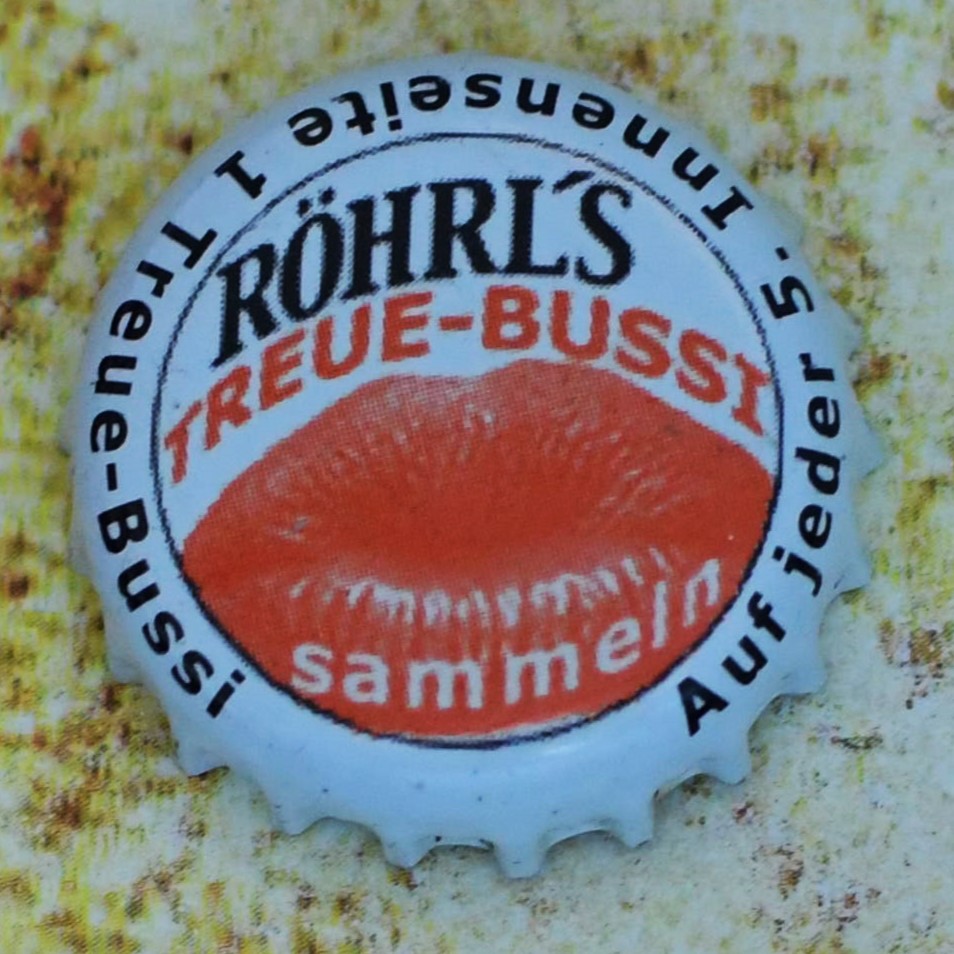 RÖHRL´S
TREUE-BUSSI
sammeln
Auf jeder 5. Innenseite 1 Treue-Bussi